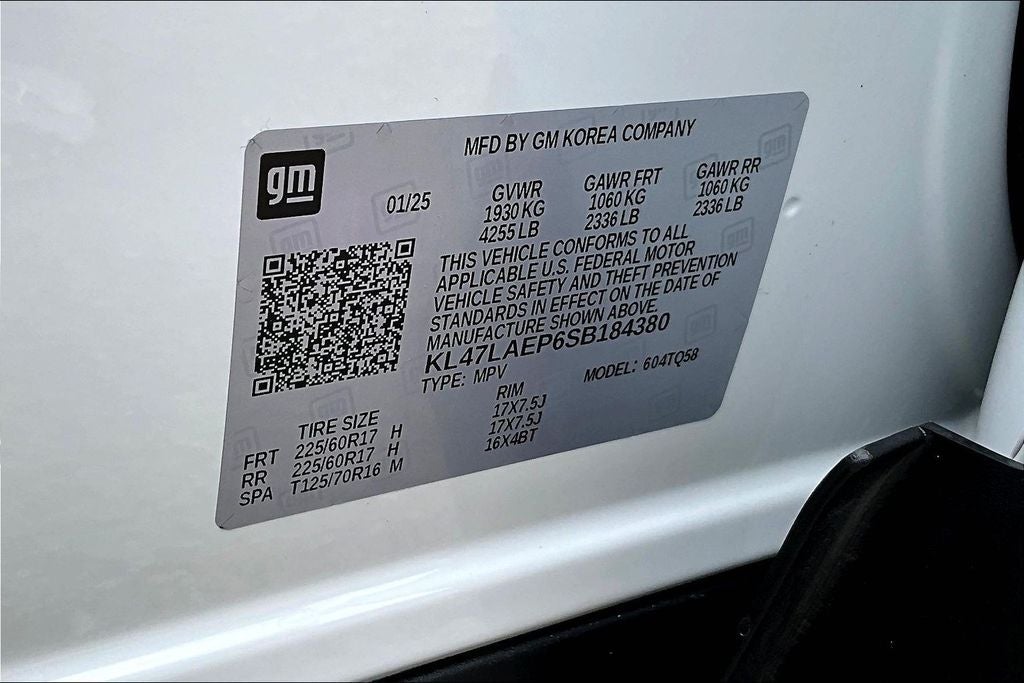 MFD BY GM KOREA COMPANY
gm
01/25
GVWR GAWR FRT GAWR RR
1930 KG 1060 KG 1060 KG
4255 LB 2336 LB 2336 LB
THIS VEHICLE CONFORMS TO ALL
APPLICABLE U.S. FEDERAL MOTOR
VEHICLE SAFETY AND THEFT PREVENTION
STANDARDS IN EFFECT ON THE DATE OF
MANUFACTURE SHOWN ABOVE.
KL47LAEP6SB184380
TYPE: MPV MODEL: 604TQ58
TIRE SIZE RIM
FRT 225/60R17 H 17X7.5J
RR 225/60R17 H 17X7.5J
SPA T125/70R16 M 16X4BT